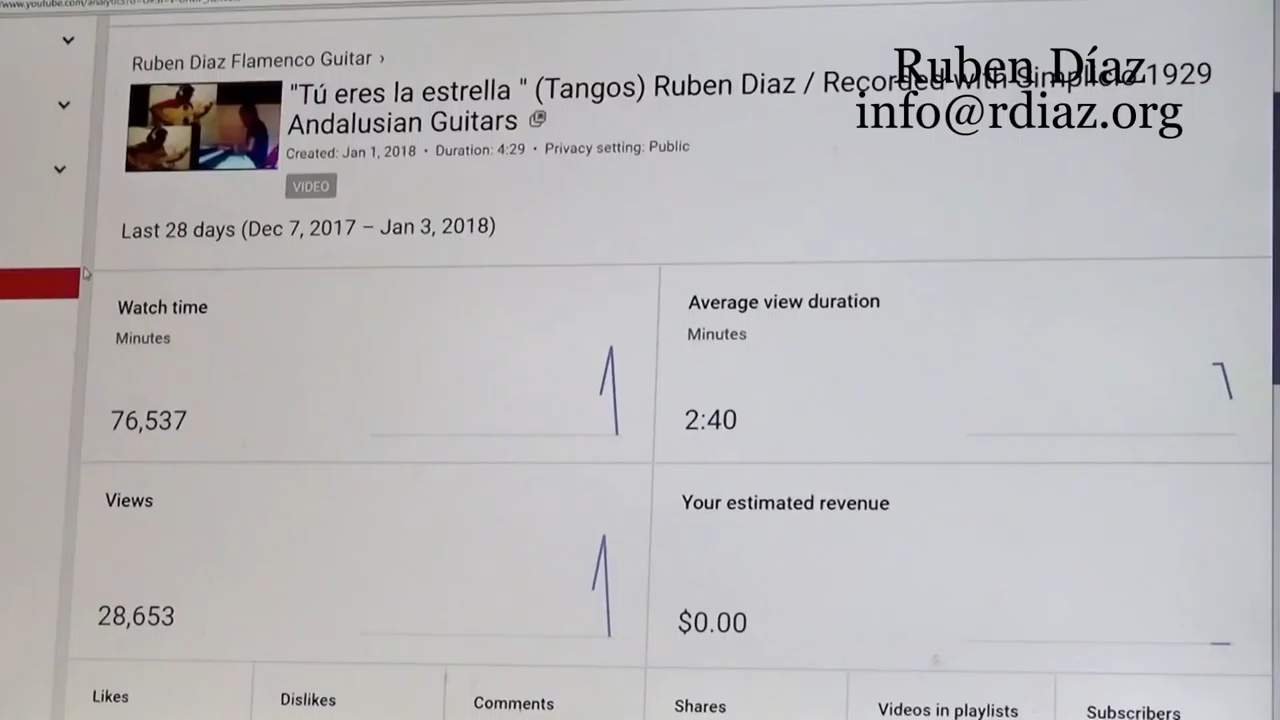 Ruben Diaz Flamenco Guitar ›
"Tú eres la estrella " (Tangos) Ruben Diaz / Recorded with Simplicio 1929
Andalusian Guitars
Created: Jan 1, 2018 • Duration: 4:29 • Privacy setting: Public
VIDEO
Ruben Díaz
info@rdiaz.org
Last 28 days (Dec 7, 2017 – Jan 3, 2018)
Watch time
Minutes
76,537
Average view duration
Minutes
2:40
Views
28,653
Your estimated revenue
$0.00
Likes
Dislikes
Comments
Shares
Videos in playlists
Subscribers